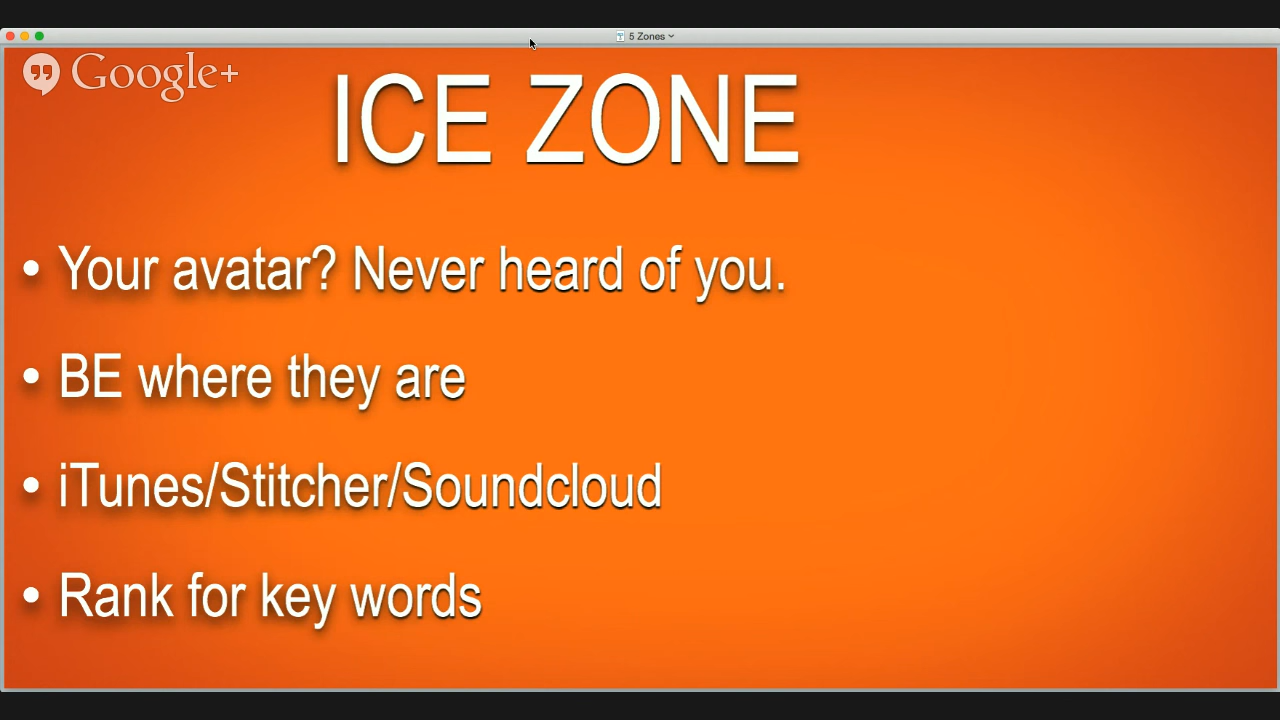 5 Zones
Google+
ICE ZONE
• Your avatar? Never heard of you.
• BE where they are
• iTunes/Stitcher/Soundcloud
• Rank for key words